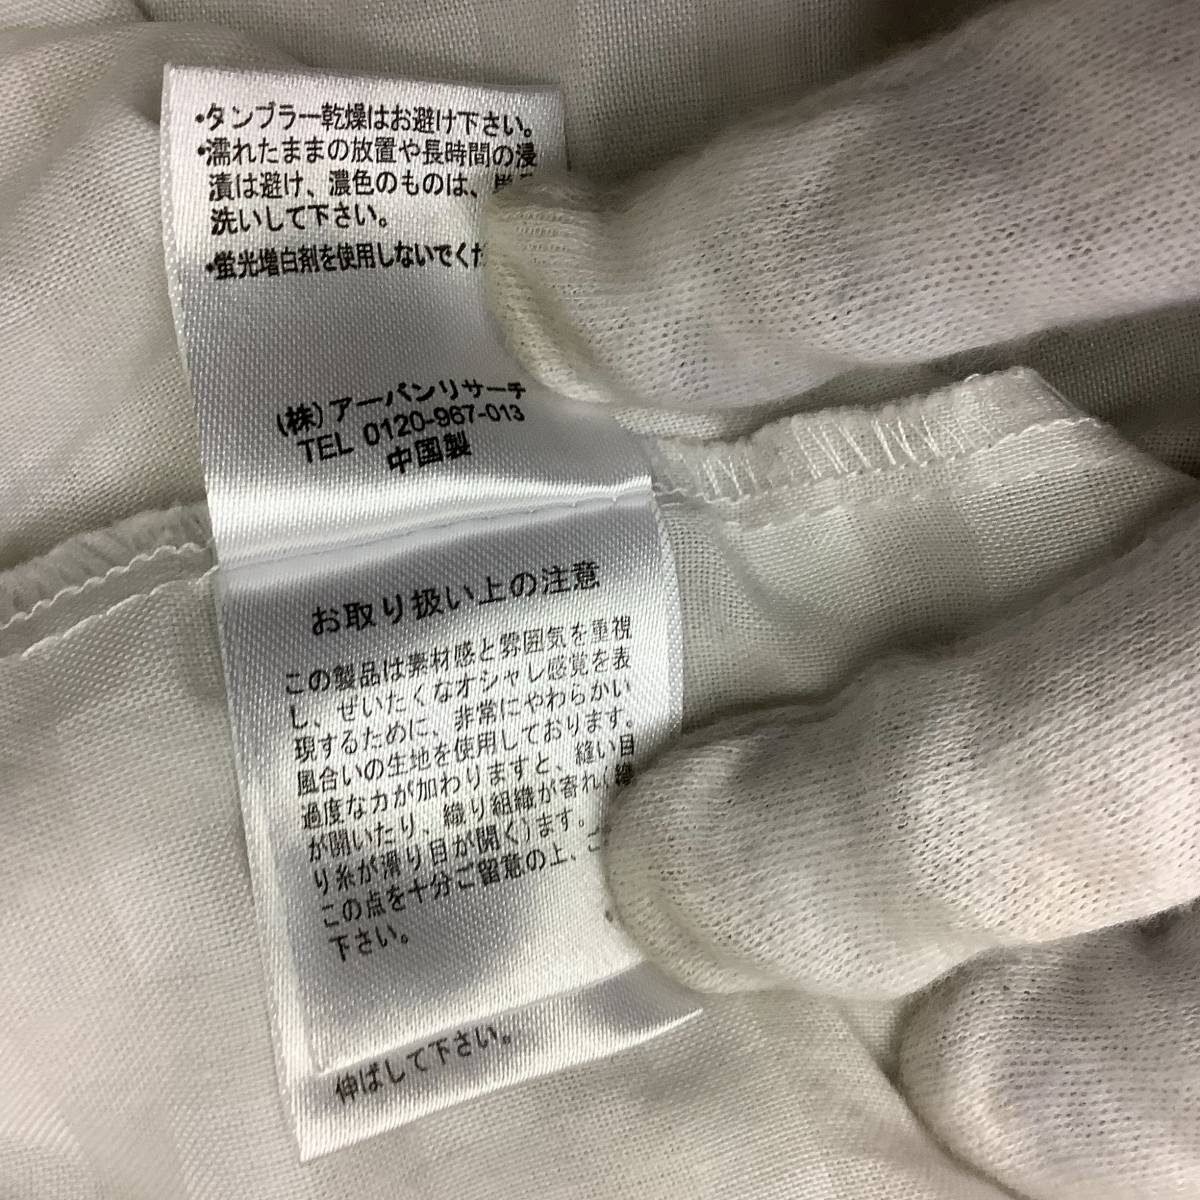 ・タンブラー乾燥はお避け下さい。
・濡れたままの放置や長時間の浸
漬は避け、濃色のものは、
洗いして下さい。
・蛍光増白剤を使用しないでくだ
(株)アーバンリサーチ
TEL 0120-967-013
中国製
お取り扱い上の注意
この製品は素材感と雰囲気を重視
し、ぜいたくなオシャレ感覚を表
現するために、非常にやわらかい
風合いの生地を使用しております。
過度な力が加わりますと、縫い目
が開いたり、織り組織が寄れ(織
り糸が滑り目が開く)ます。
この点を十分ご留意の上、ご
下さい。
伸ばして下さい。